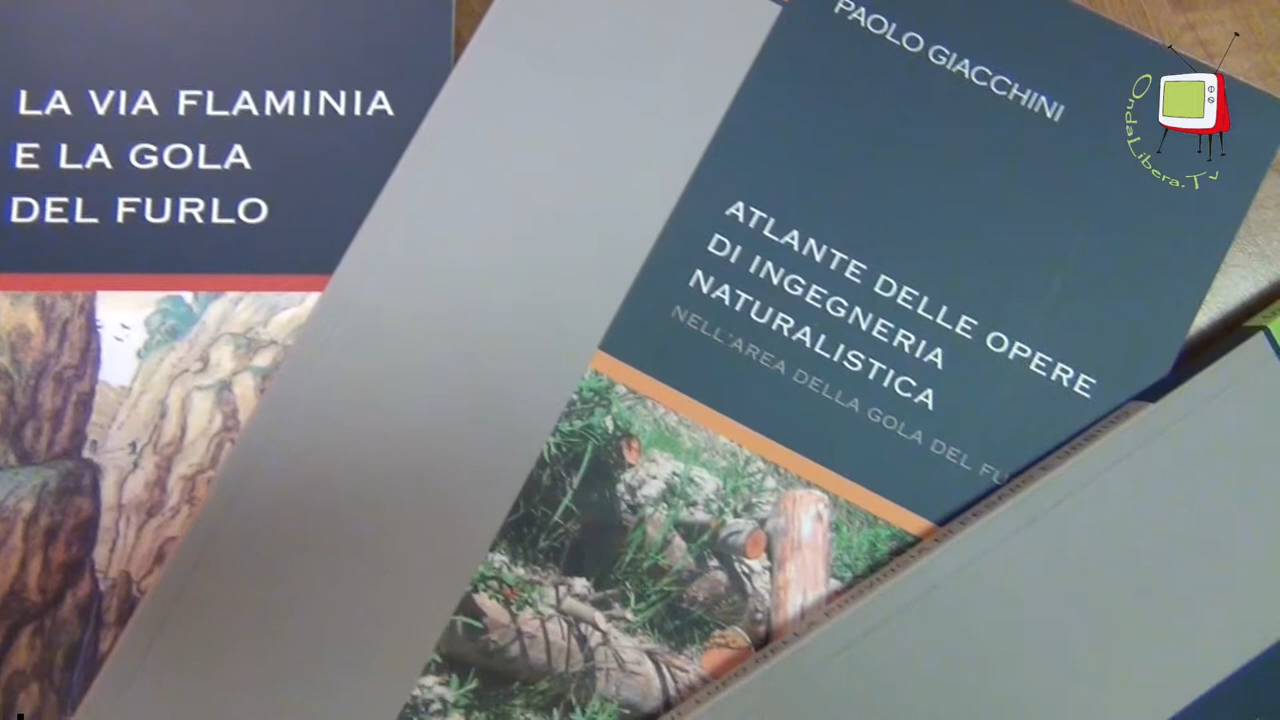 LA VIA FLAMINIA
E LA GOLA
DEL FURLO
PAOLO GIACCHINI
ATLANTE DELLE OPERE
DI INGEGNERIA
NATURALISTICA
NELL'AREA DELLA GOLA DEL FU
OndaLibera.Tv